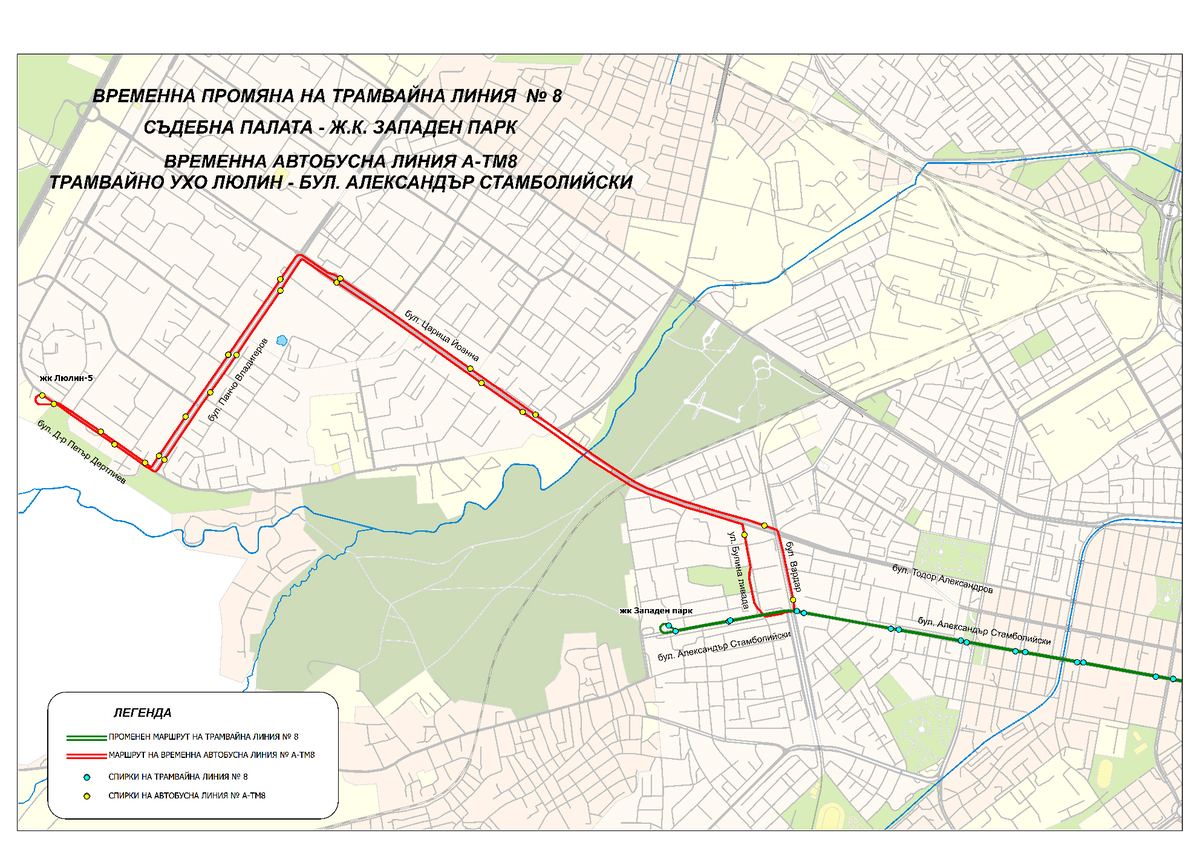 ВРЕМЕННА ПРОМЯНА НА ТРАМВАЙНА ЛИНИЯ № 8
СЪДЕБНА ПАЛАТА - Ж.К. ЗАПАДЕН ПАРК
ВРЕМЕННА АВТОБУСНА ЛИНИЯ А-ТМ8
ТРАМВАЙНО УХО ЛЮЛИН - БУЛ. АЛЕКСАНДЪР СТАМБОЛИЙСКИ
бул. Царица Йоанна
бул. Панчо Владигеров
жк Люлин-5
бул. Д-р Петър Дертлиев
ул. Булина ливада
бул. Вардар
бул. Тодор Александров
жк Западен парк
бул. Александър Стамболийски
бул. Александър Стамболийски
ЛЕГЕНДА
ПРОМЕНЕН МАРШРУТ НА ТРАМВАЙНА ЛИНИЯ № 8
МАРШРУТ НА ВРЕМЕННА АВТОБУСНА ЛИНИЯ № А-ТМ8
СПИРКИ НА ТРАМВАЙНА ЛИНИЯ № 8
СПИРКИ НА АВТОБУСНА ЛИНИЯ № А-ТМ8